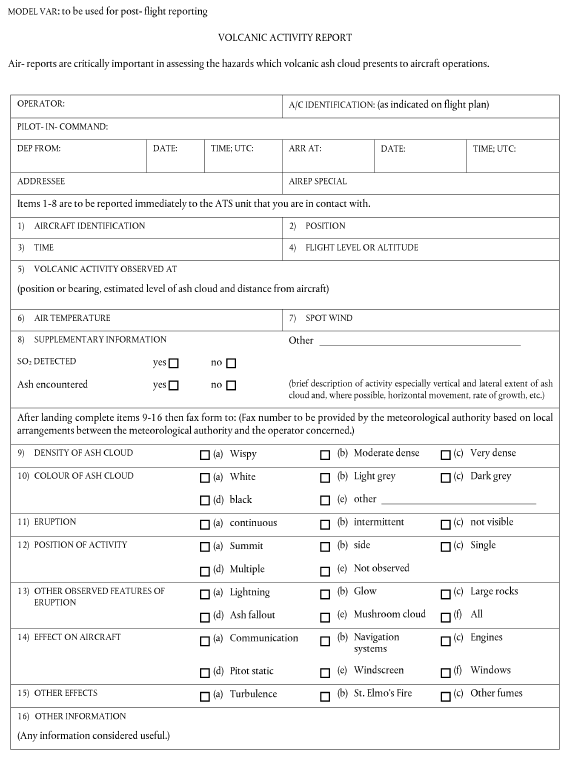 MODEL VAR: to be used for post- flight reporting
VOLCANIC ACTIVITY REPORT
Air- reports are critically important in assessing the hazards which volcanic ash cloud presents to aircraft operations.
OPERATOR: A/C IDENTIFICATION: (as indicated on flight plan)
PILOT- IN- COMMAND:
DEP FROM: DATE: TIME; UTC: ARR AT: DATE: TIME; UTC:
ADDRESSEE AIREP SPECIAL
Items 1-8 are to be reported immediately to the ATS unit that you are in contact with.
1) AIRCRAFT IDENTIFICATION 2) POSITION
3) TIME 4) FLIGHT LEVEL OR ALTITUDE
5) VOLCANIC ACTIVITY OBSERVED AT
(position or bearing, estimated level of ash cloud and distance from aircraft)
6) AIR TEMPERATURE 7) SPOT WIND
8) SUPPLEMENTARY INFORMATION Other
SO₂ DETECTED yes no
Ash encountered yes no (brief description of activity especially vertical and lateral extent of ash
cloud and, where possible, horizontal movement, rate of growth, etc.)
After landing complete items 9-16 then fax form to: (Fax number to be provided by the meteorological authority based on local
arrangements between the meteorological authority and the operator concerned.)
9) DENSITY OF ASH CLOUD (a) Wispy (b) Moderate dense (c) Very dense
10) COLOUR OF ASH CLOUD (a) White (b) Light grey (c) Dark grey
(d) black (e) other
11) ERUPTION (a) continuous (b) intermittent (c) not visible
12) POSITION OF ACTIVITY (a) Summit (b) side (c) Single
(d) Multiple (e) Not observed
13) OTHER OBSERVED FEATURES OF (a) Lightning (b) Glow (c) Large rocks
ERUPTION
(d) Ash fallout (e) Mushroom cloud (f) All
14) EFFECT ON AIRCRAFT (a) Communication (b) Navigation (c) Engines
systems
(d) Pitot static (e) Windscreen (f) Windows
15) OTHER EFFECTS (a) Turbulence (b) St. Elmo's Fire (c) Other fumes
16) OTHER INFORMATION
(Any information considered useful.)